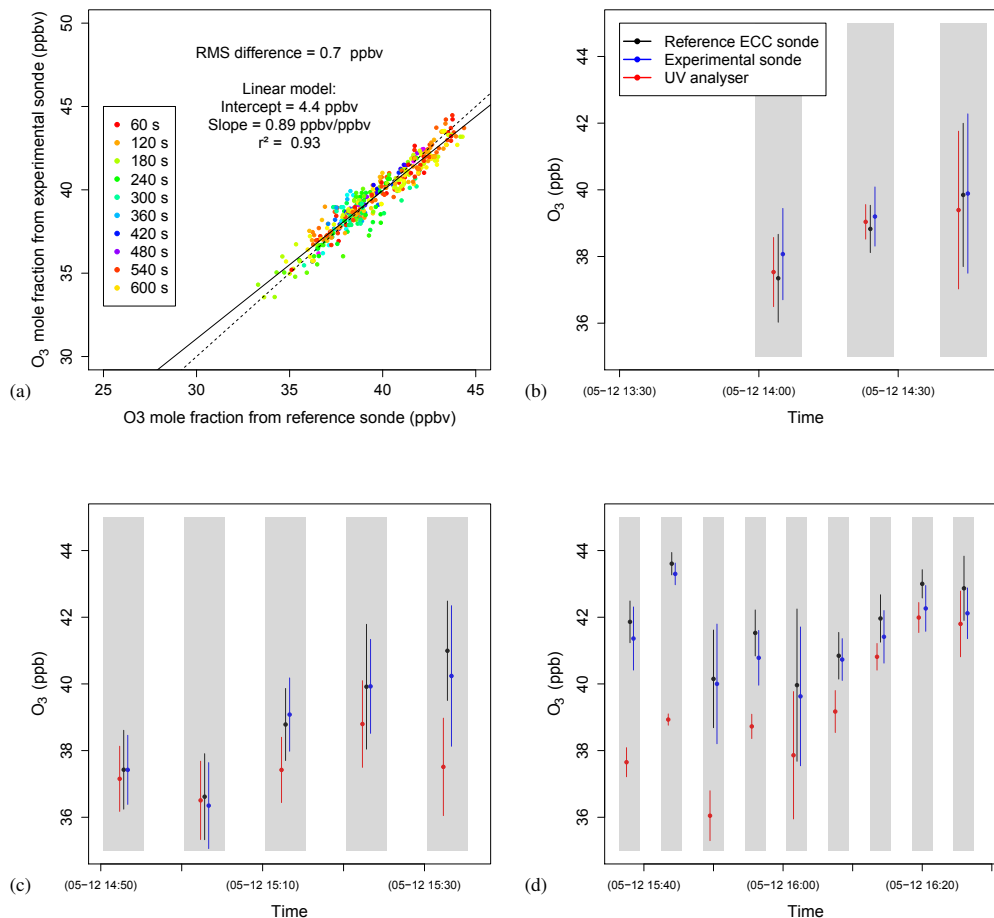 RMS difference = 0.7 ppbv
Linear model:
Intercept = 4.4 ppbv
Slope = 0.89 ppbv/ppbv
r² = 0.93
60 s
120 s
180 s
240 s
300 s
360 s
420 s
480 s
540 s
600 s
O₃ mole fraction from experimental sonde (ppbv)
50
45
40
35
30
25
30
35
40
45
(a)
O3 mole fraction from reference sonde (ppbv)
Reference ECC sonde
Experimental sonde
UV analyser
O₃ (ppb)
44
42
40
38
36
(05−12 13:30)
(05−12 14:00)
(05−12 14:30)
(b)
Time
O₃ (ppb)
44
42
40
38
36
(05−12 14:50)
(05−12 15:10)
(05−12 15:30)
(c)
Time
O₃ (ppb)
44
42
40
38
36
(05−12 15:40)
(05−12 16:00)
(05−12 16:20)
(d)
Time